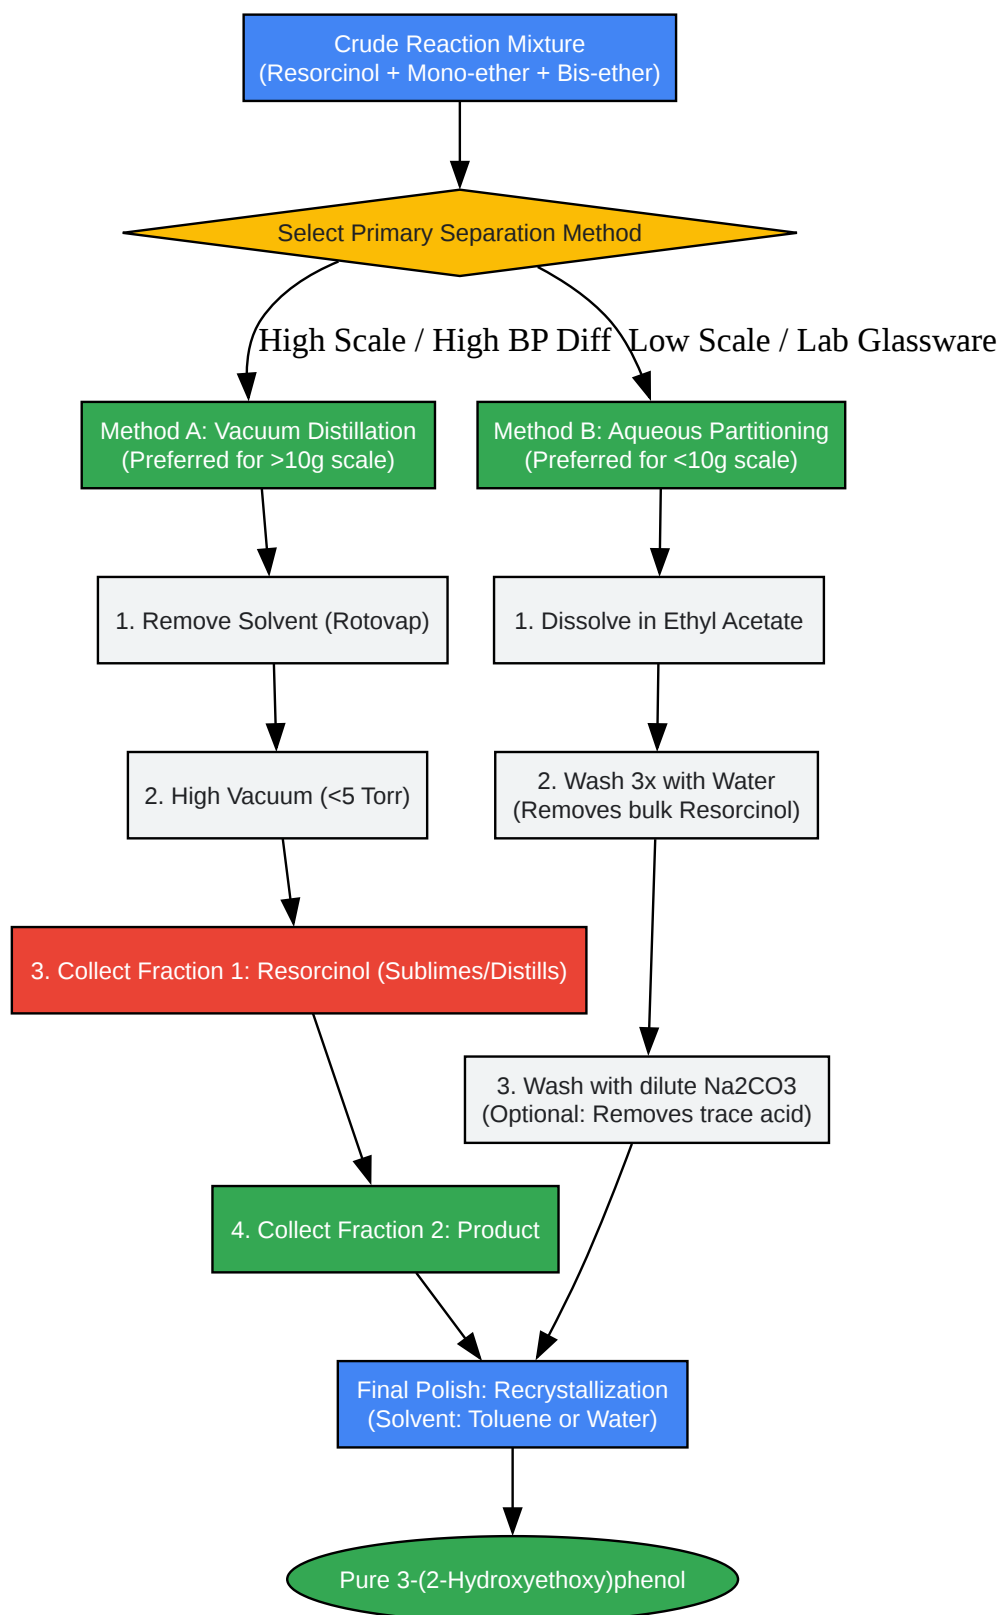 Crude Reaction Mixture
(Resorcinol + Mono-ether + Bis-ether)
Select Primary Separation Method
High Scale / High BP Diff
Low Scale / Lab Glassware
Method A: Vacuum Distillation
(Preferred for >10g scale)
Method B: Aqueous Partitioning
(Preferred for <10g scale)
1. Remove Solvent (Rotovap)
1. Dissolve in Ethyl Acetate
2. High Vacuum (<5 Torr)
2. Wash 3x with Water
(Removes bulk Resorcinol)
3. Collect Fraction 1: Resorcinol (Sublimes/Distills)
3. Wash with dilute Na2CO3
(Optional: Removes trace acid)
4. Collect Fraction 2: Product
Final Polish: Recrystallization
(Solvent: Toluene or Water)
Pure 3-(2-Hydroxyethoxy)phenol